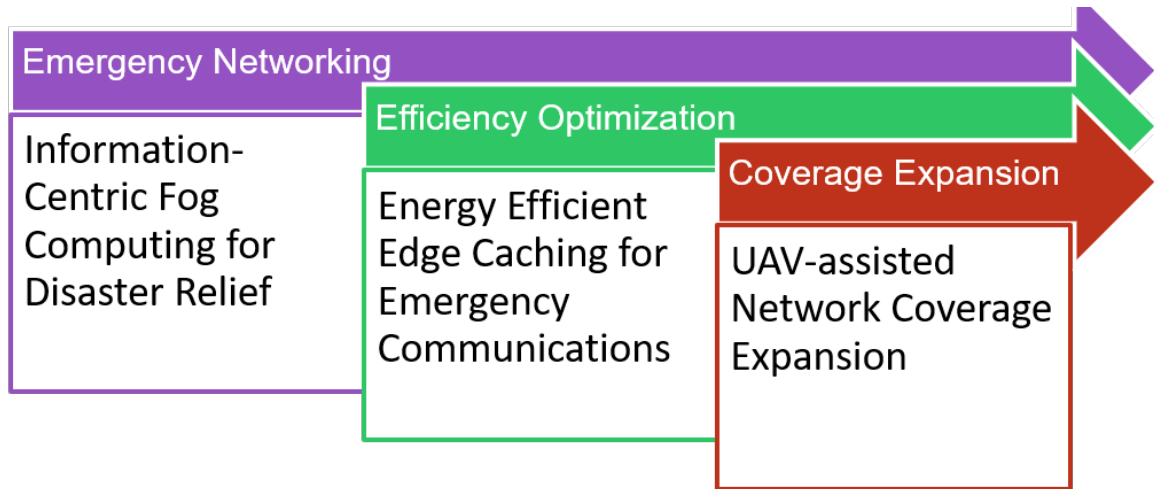 Emergency Networking
Information-
Centric Fog
Computing for
Disaster Relief
Efficiency Optimization
Energy Efficient
Edge Caching for
Emergency
Communications
Coverage Expansion
UAV-assisted
Network Coverage
Expansion